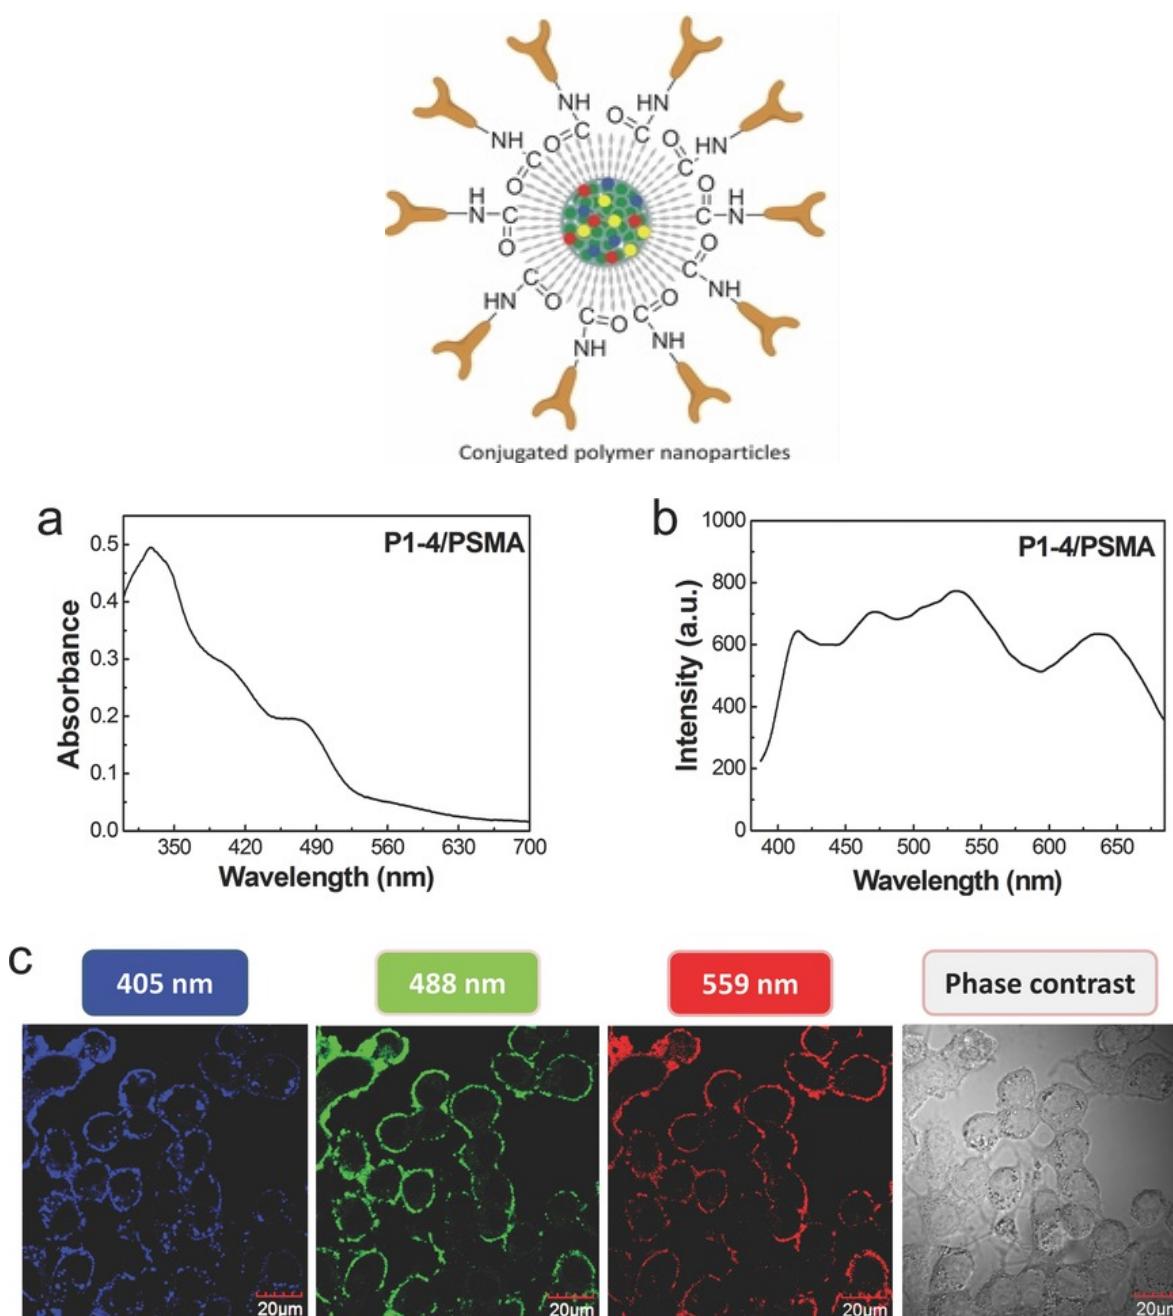 NH
C
O
NH
C
O
NH
C
O
HN
C
O
H
N
C
O
H
N
C
O
HN
C
O
NH
C
O
NH
C
O
NH
C
O
Conjugated polymer nanoparticles
a
P1-4/PSMA
Absorbance
0.5
0.4
0.3
0.2
0.1
0.0
350 420 490 560 630 700
Wavelength (nm)
b
P1-4/PSMA
Intensity (a.u.)
1000
800
600
400
200
0
400 450 500 550 600 650
Wavelength (nm)
c
405 nm
488 nm
559 nm
Phase contrast
20μm
20μm
20μm
20μm